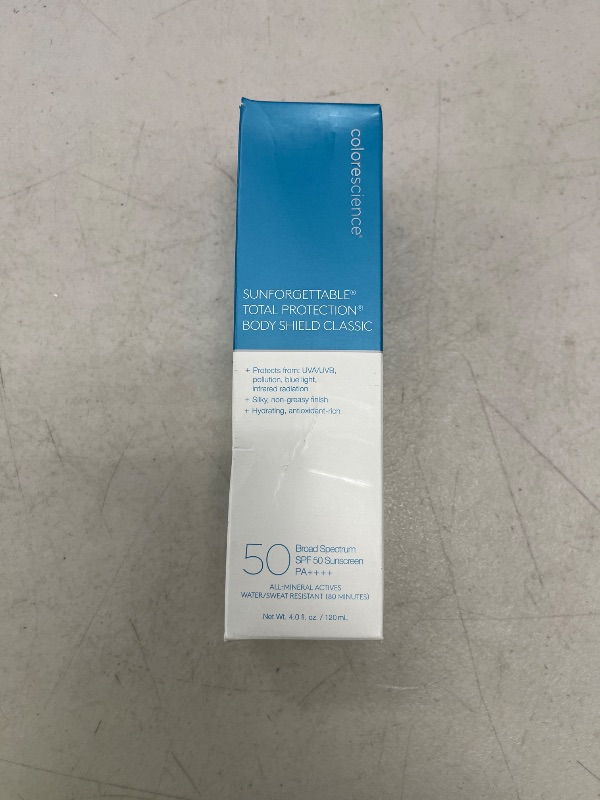 colorescience®
SUNFORGETTABLE®
TOTAL PROTECTION®
BODY SHIELD CLASSIC
+ Protects from: UVA/UVB,
pollution, blue light,
infrared radiation
+ Silky, non-greasy finish
+ Hydrating, antioxidant-rich
50
Broad Spectrum
SPF 50 Sunscreen
PA++++
ALL-MINERAL ACTIVES
WATER/SWEAT RESISTANT (80 MINUTES)
Net Wt. 4.0 fl. oz. / 120 mL